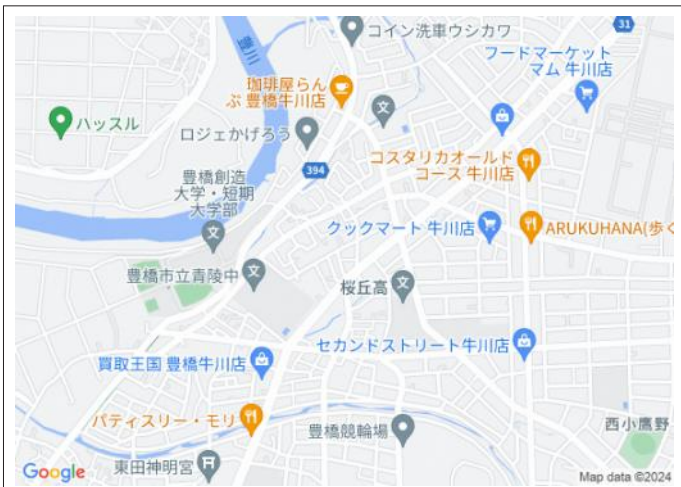 コイン洗車ウシカワ
31
豊川
フードマーケット
マム 牛川店
珈琲屋らん
ぷ 豊橋牛川店
文
ハッスル
ロジェかげろう
コスタリカオールド
コース 牛川店
394
豊橋創造
大学・短期
大学部
文
クックマート 牛川店
ARUKUHANA(歩く
豊橋市立青陵中
文
桜丘高
文
セカンドストリート牛川店
買取王国 豊橋牛川店
パティスリー・モリ
豊橋競輪場
西小鷹野
東田神明宮
Google
Map data ©2024